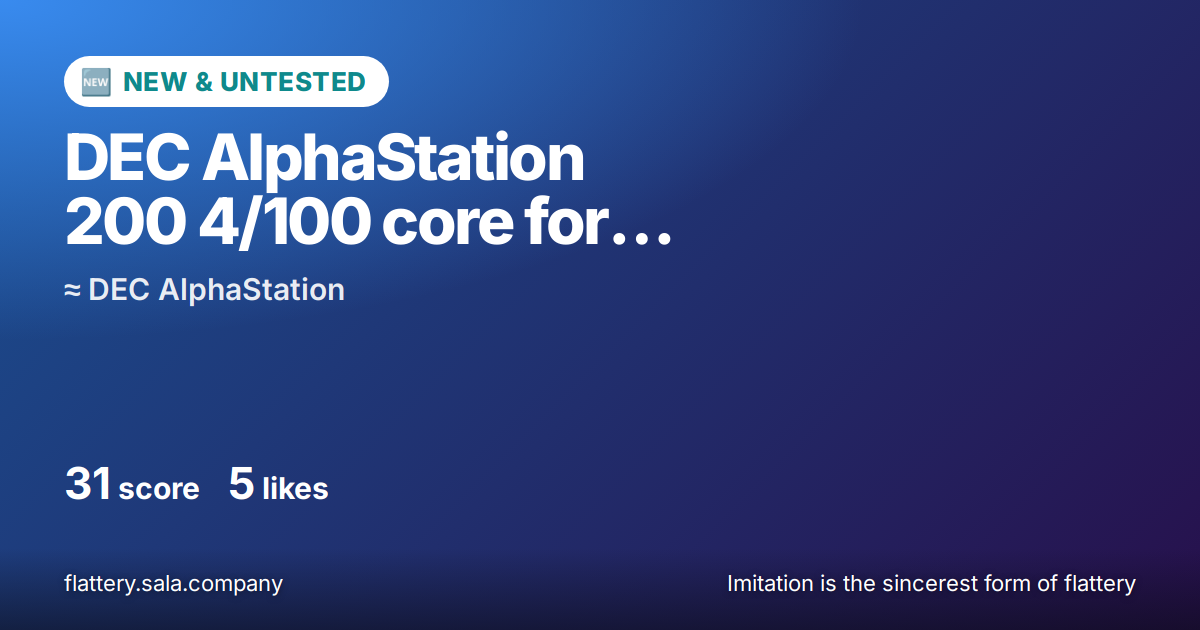 NEW NEW & UNTESTED
DEC AlphaStation
200 4/100 core for…
≈ DEC AlphaStation
31 score 5 likes
flattery.sala.company Imitation is the sincerest form of flattery